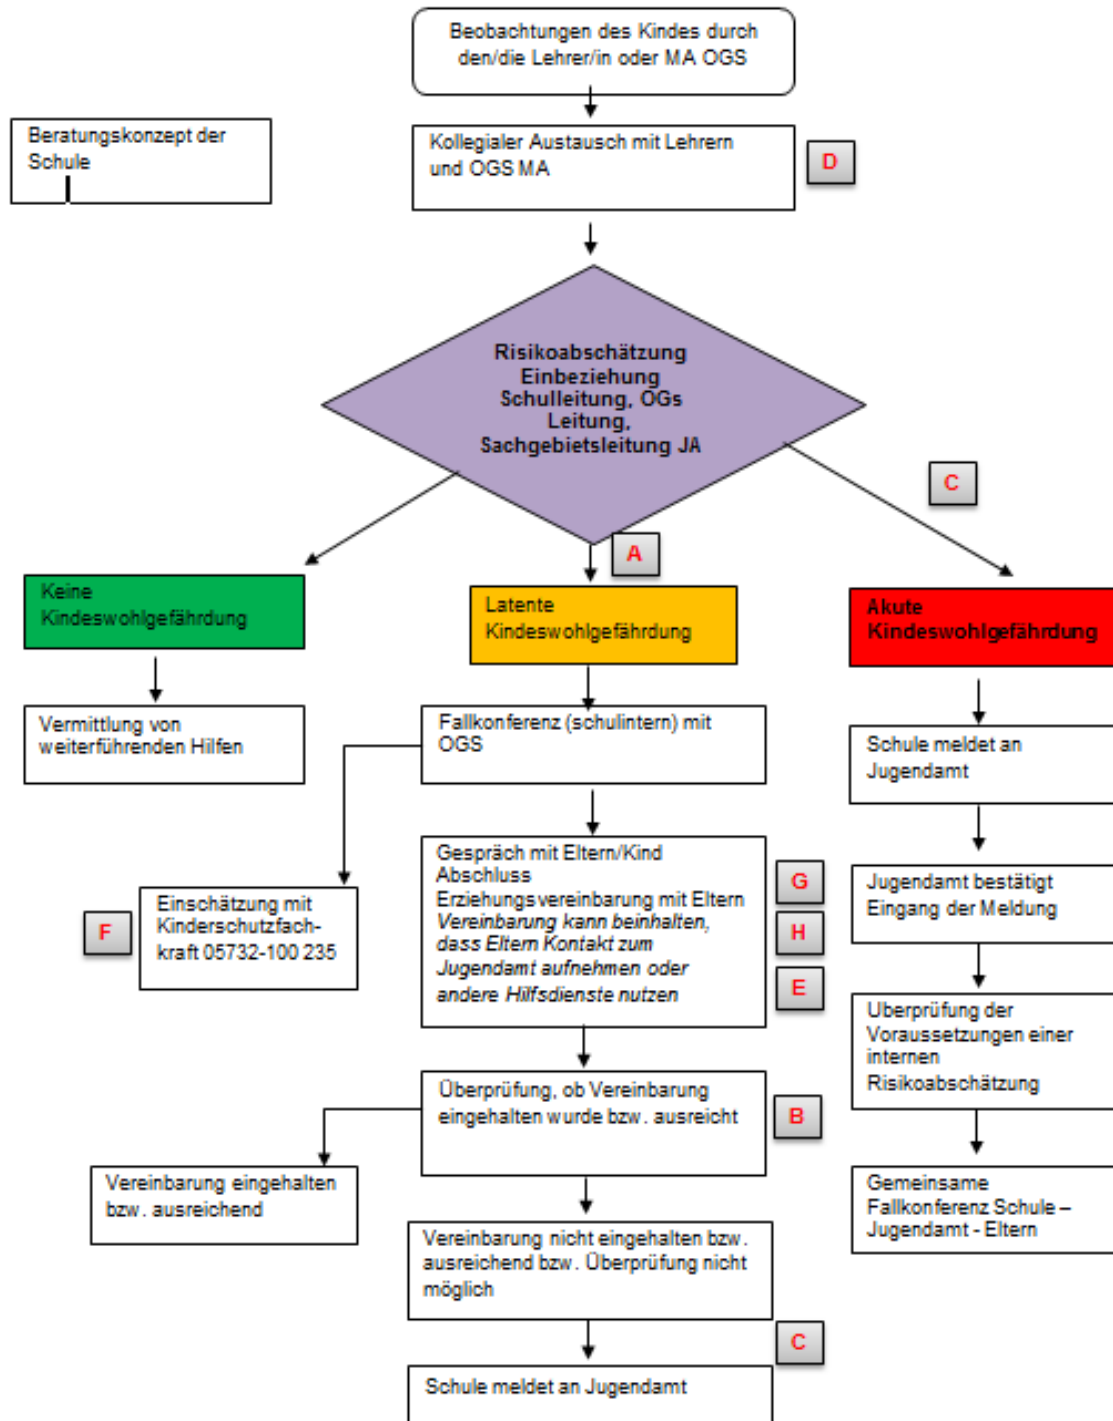 Beobachtungen des Kindes durch
den/die Lehrer/in oder MA OGS
Beratungskonzept der
Schule
Kollegialer Austausch mit Lehrern
und OGS MA
D
Risikoabschätzung
Einbeziehung
Schulleitung, OGs
Leitung,
Sachgebietsleitung JA
C
A
Keine
Kindeswohlgefährdung
Latente
Kindeswohlgefährdung
Akute
Kindeswohlgefährdung
Vermittlung von
weiterführenden Hilfen
Fallkonferenz (schulintern) mit
OGS
Schule meldet an
Jugendamt
Gespräch mit Eltern/Kind
Abschluss
Erziehungsvereinbarung mit Eltern
Vereinbarung kann beinhalten,
dass Eltern Kontakt zum
Jugendamt aufnehmen oder
andere Hilfsdienste nutzen
G
H
E
Jugendamt bestätigt
Eingang der Meldung
F
Einschätzung mit
Kinderschutzfach-
kraft 05732-100 235
Überprüfung der
Voraussetzungen einer
internen
Risikoabschätzung
Überprüfung, ob Vereinbarung
eingehalten wurde bzw. ausreicht
B
Vereinbarung eingehalten
bzw. ausreichend
Gemeinsame
Fallkonferenz Schule –
Jugendamt - Eltern
Vereinbarung nicht eingehalten bzw.
ausreichend bzw. Überprüfung nicht
möglich
C
Schule meldet an Jugendamt